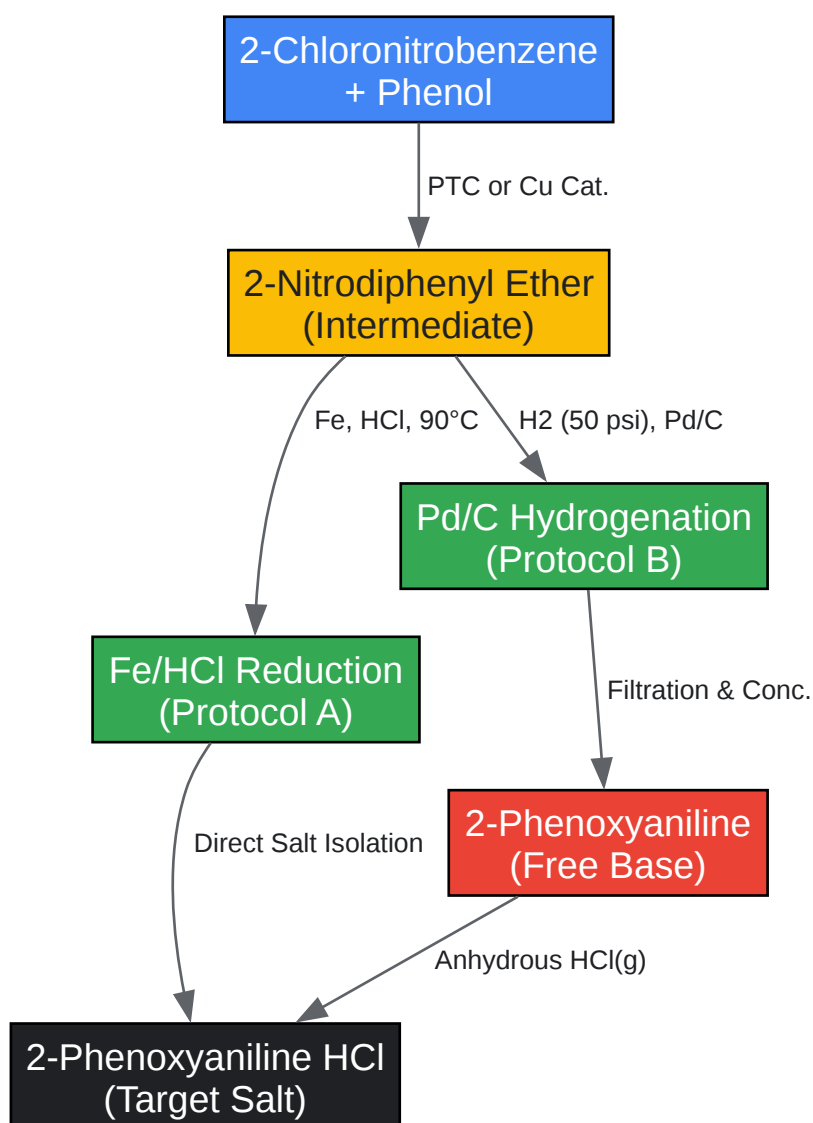 2-Chloronitrobenzene
+ Phenol
PTC or Cu Cat.
2-Nitrodiphenyl Ether
(Intermediate)
Fe, HCl, 90°C
H2 (50 psi), Pd/C
Pd/C Hydrogenation
(Protocol B)
Fe/HCl Reduction
(Protocol A)
Filtration & Conc.
2-Phenoxyaniline
(Free Base)
Direct Salt Isolation
Anhydrous HCl(g)
2-Phenoxyaniline HCl
(Target Salt)